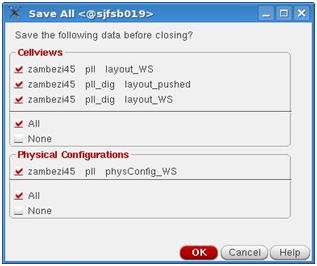 Save All <@sjfsb019>
Save the following data before closing?
Cellviews
zambezi45 pll layout_WS
zambezi45 pll_dig layout_pushed
zambezi45 pll_dig layout_WS
All
None
Physical Configurations
zambezi45 pll physConfig_WS
All
None
OK Cancel Help